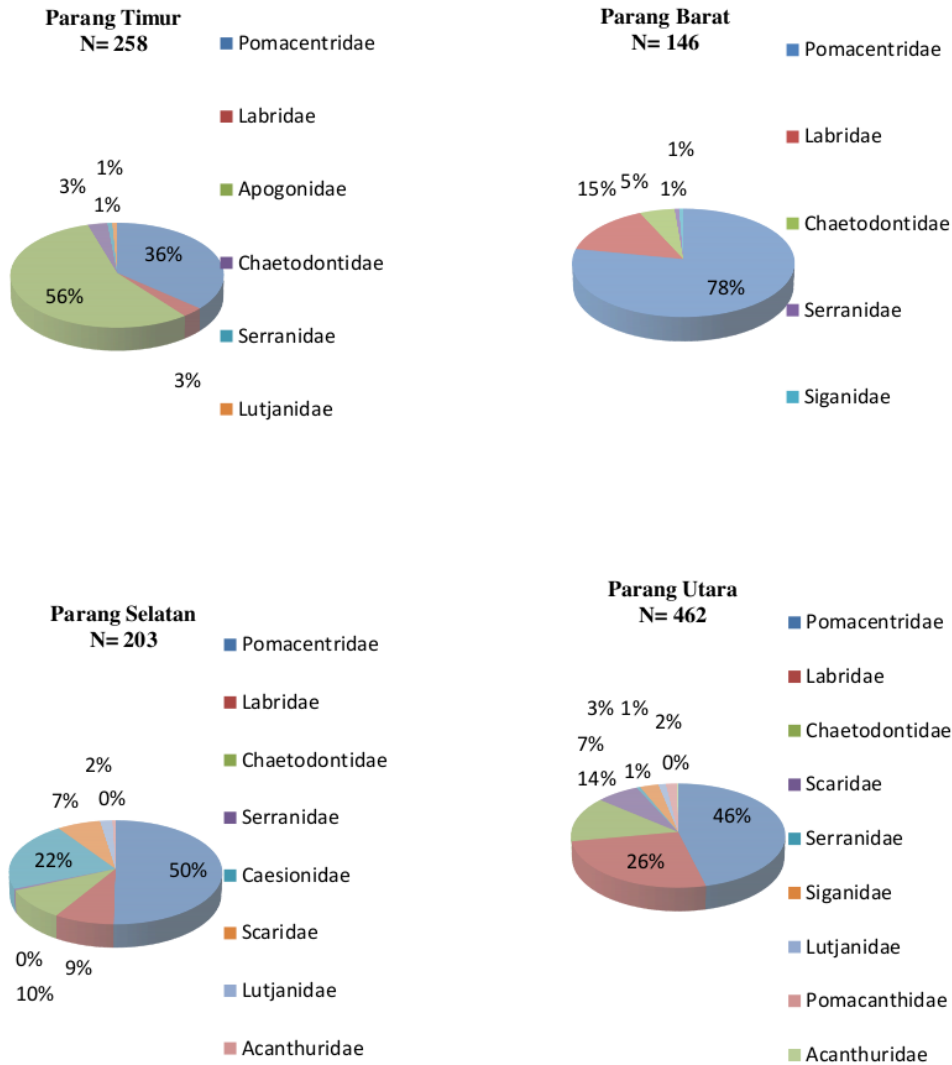 Parang Timur
N= 258
Pomacentridae
Labridae
Apogonidae
Chaetodontidae
Serranidae
Lutjanidae
1%
3%
1%
36%
56%
3%
Parang Barat
N= 146
Pomacentridae
Labridae
Chaetodontidae
Serranidae
Siganidae
1%
15% 5% 1%
78%
Parang Selatan
N= 203
Pomacentridae
Labridae
Chaetodontidae
Serranidae
Caesionidae
Scaridae
Lutjanidae
Acanthuridae
2%
7% 0%
22% 50%
0% 9%
10%
Parang Utara
N= 462
Pomacentridae
Labridae
Chaetodontidae
Scaridae
Serranidae
Siganidae
Lutjanidae
Pomacanthidae
Acanthuridae
3% 1% 2%
7%
14% 1% 0%
46%
26%